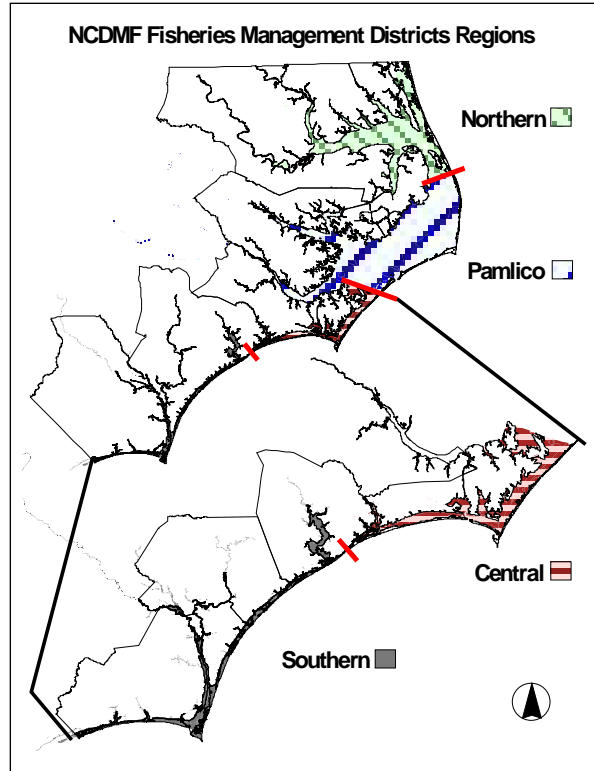 NCDMF Fisheries Management Districts Regions
Northern
Pamlico
Central
Southern